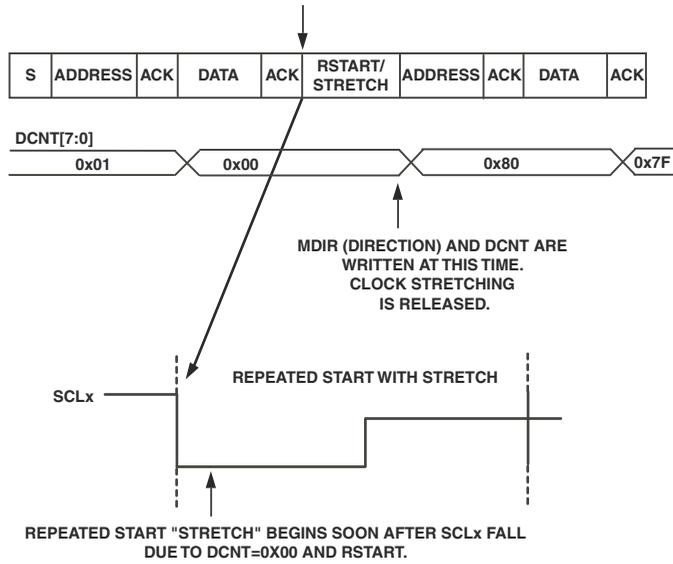 S ADDRESS ACK DATA ACK RSTART/ STRETCH ADDRESS ACK DATA ACK
DCNT[7:0]
0x01 0x00 0x80 0x7F
MDIR (DIRECTION) AND DCNT ARE
WRITTEN AT THIS TIME.
CLOCK STRETCHING
IS RELEASED.
REPEATED START WITH STRETCH
SCLx
REPEATED START "STRETCH" BEGINS SOON AFTER SCLx FALL
DUE TO DCNT=0X00 AND RSTART.